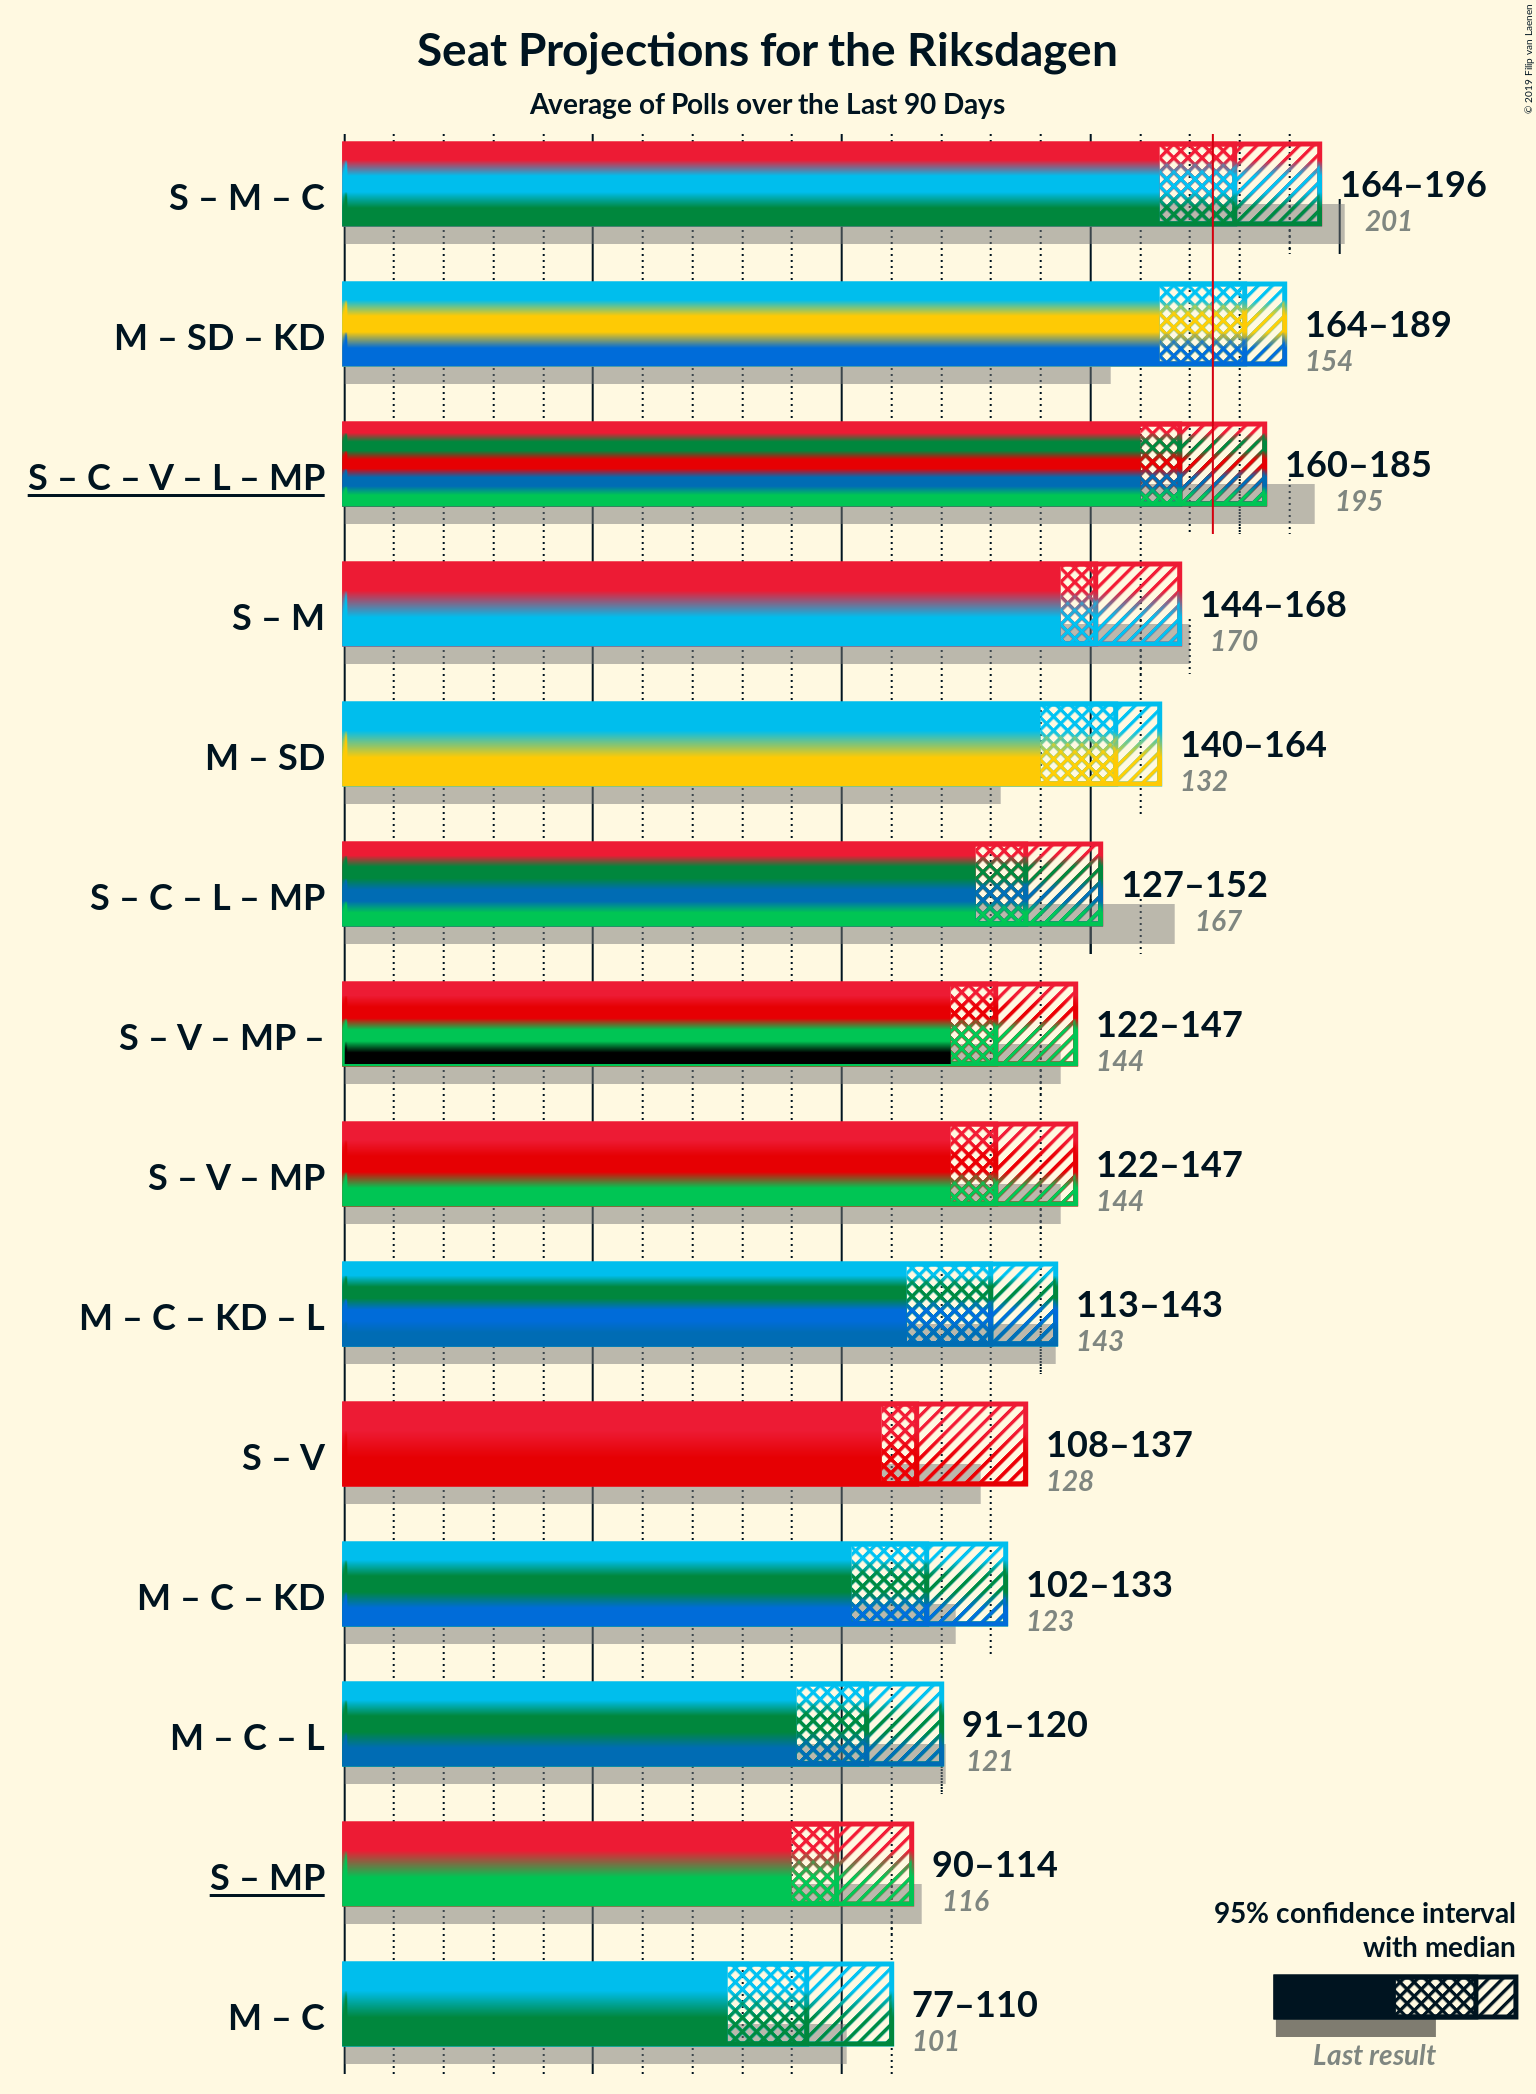 Seat Projections for the Riksdagen
Average of Polls over the Last 90 Days
© 2019 Filip van Laenen
S – M – C
164–196
201
M – SD – KD
164–189
154
S – C – V – L – MP
160–185
195
S – M
144–168
170
M – SD
140–164
132
S – C – L – MP
127–152
167
S – V – MP –
122–147
144
S – V – MP
122–147
144
M – C – KD – L
113–143
143
S – V
108–137
128
M – C – KD
102–133
123
M – C – L
91–120
121
S – MP
90–114
116
M – C
77–110
101
95% confidence interval
with median
Last result